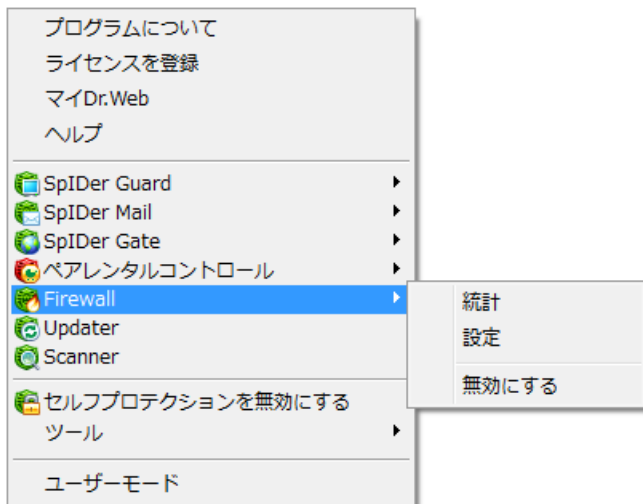 プログラムについて
ライセンスを登録
マイDr.Web
ヘルプ
SpIDer Guard
SpIDer Mail
SpIDer Gate
ペアレンタルコントロール
Firewall
Updater
Scanner
セルフプロテクションを無効にする
ツール
ユーザーモード
統計
設定
無効にする